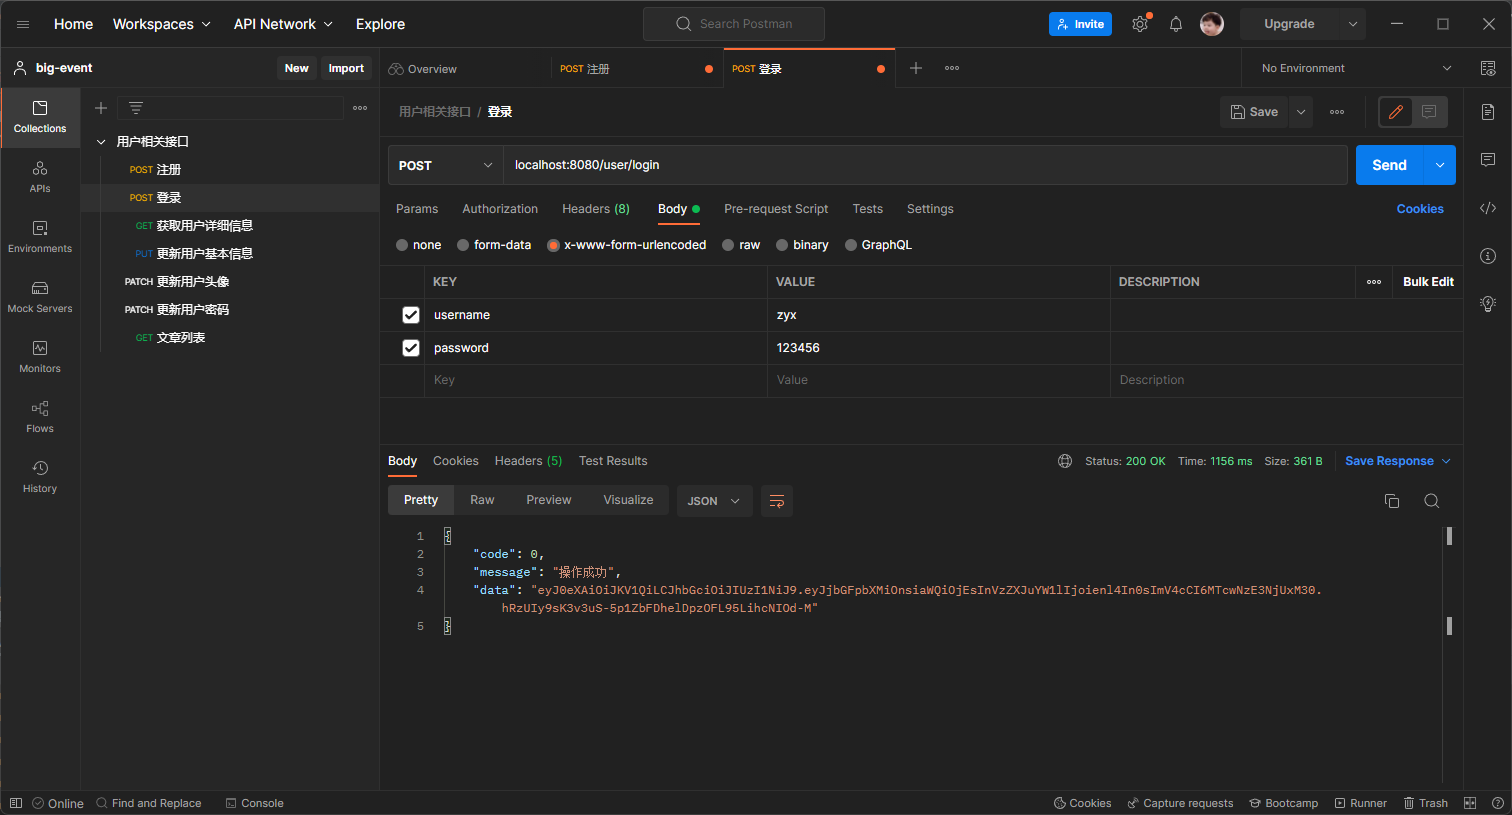 Home Workspaces API Network Explore Search Postman Invite Upgrade
big-event New Import Overview POST 注册 POST 登录 No Environment
Collections
APIs
Environments
Mock Servers
Monitors
Flows
History
用户相关接口
POST 注册
POST 登录
GET 获取用户详细信息
PUT 更新用户基本信息
PATCH 更新用户头像
PATCH 更新用户密码
GET 文章列表
用户相关接口 / 登录 Save
POST localhost:8080/user/login Send
Params Authorization Headers (8) Body Pre-request Script Tests Settings Cookies
none form-data x-www-form-urlencoded raw binary GraphQL
KEY VALUE DESCRIPTION Bulk Edit
username zyx
password 123456
Key Value Description
Body Cookies Headers (5) Test Results Status: 200 OK Time: 1156 ms Size: 361 B Save Response
Pretty Raw Preview Visualize JSON
1 {
2 "code": 0,
3 "message": "操作成功",
4 "data": "eyJ0eXAiOiJKV1QiLCJhbGciOiJIUzI1NiJ9.eyJjbGFpbXMiOnsiaWQiOjEsInVzZXJuYW1lIjoienl4In0sImV4cCI6MTcwNzE3NjUxM30.
hRzUIy9sK3v3uS-5p1ZbFDhelDpzOFL95LihcNIOd-M"
5 }
Online Find and Replace Console Cookies Capture requests Bootcamp Runner Trash